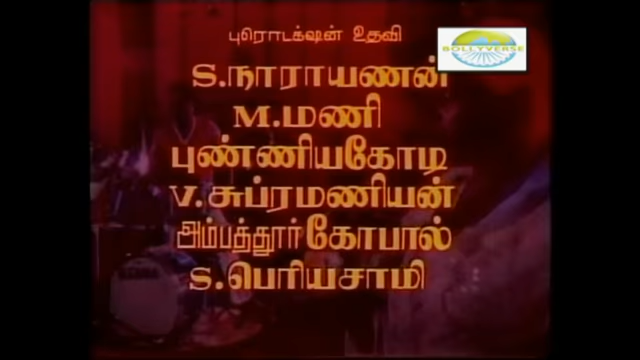 புரொடக்ஷன் உதவி
BOLLYVERSE
S.நாராயணன்
M.மணி
புண்ணியகோடி
V.சுப்ரமணியன்
அம்பத்தூர் கோபால்
S.பெரியசாமி